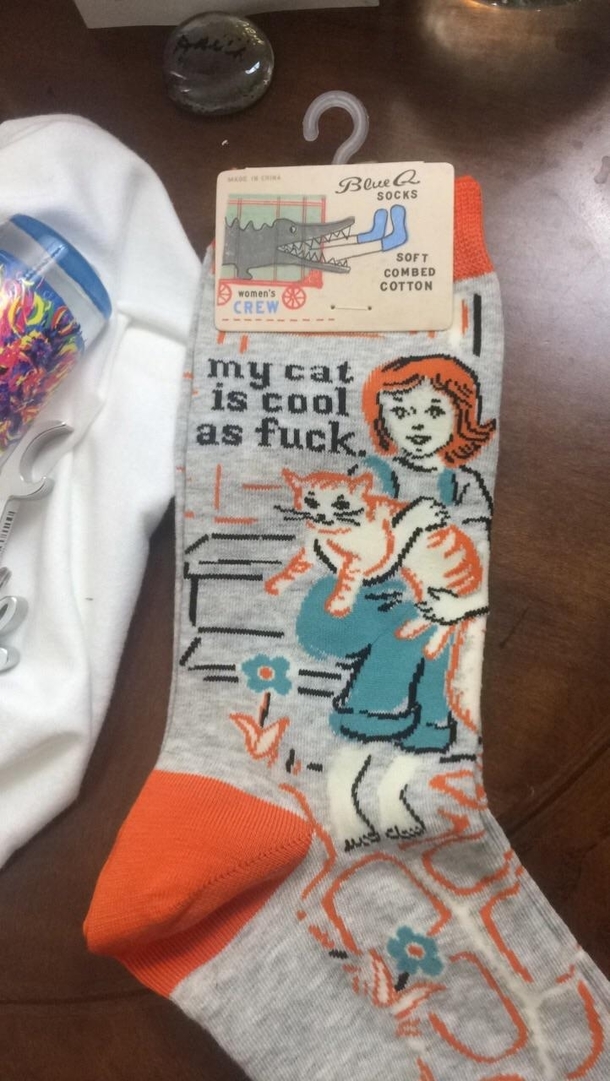 MADE IN CHINA
Blue Q
SOCKS
SOFT
COMBED
COTTON
women's
CREW
my cat
is cool
as fuck.